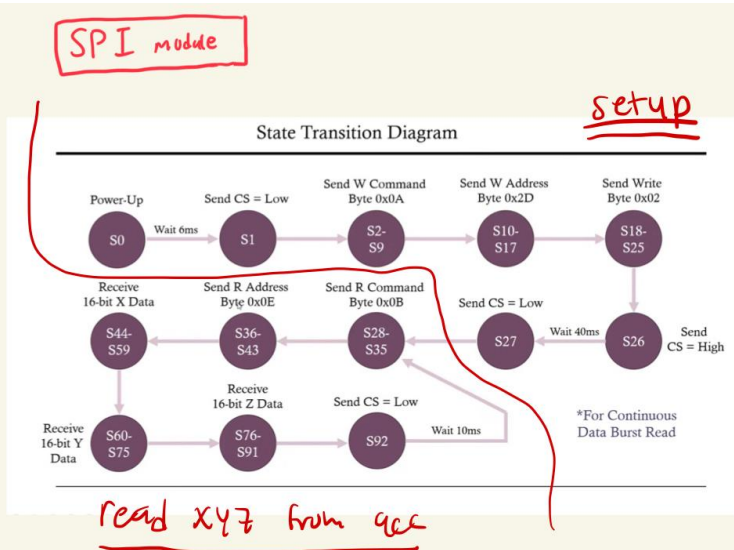 SPI module
setup
State Transition Diagram
Power-Up
S0
Wait 6ms
Send CS = Low
S1
Send W Command
Byte 0x0A
S2-
S9
Send W Address
Byte 0x2D
S10-
S17
Send Write
Byte 0x02
S18-
S25
Receive
16-bit X Data
S44-
S59
Send R Address
Byte 0x0E
S36-
S43
Send R Command
Byte 0x0B
S28-
S35
Send CS = Low
S27
Wait 40ms
S26
Send
CS = High
Receive
16-bit Y
Data
S60-
S75
Receive
16-bit Z Data
S76-
S91
Send CS = Low
S92
Wait 10ms
*For Continuous
Data Burst Read
read xyz from acc